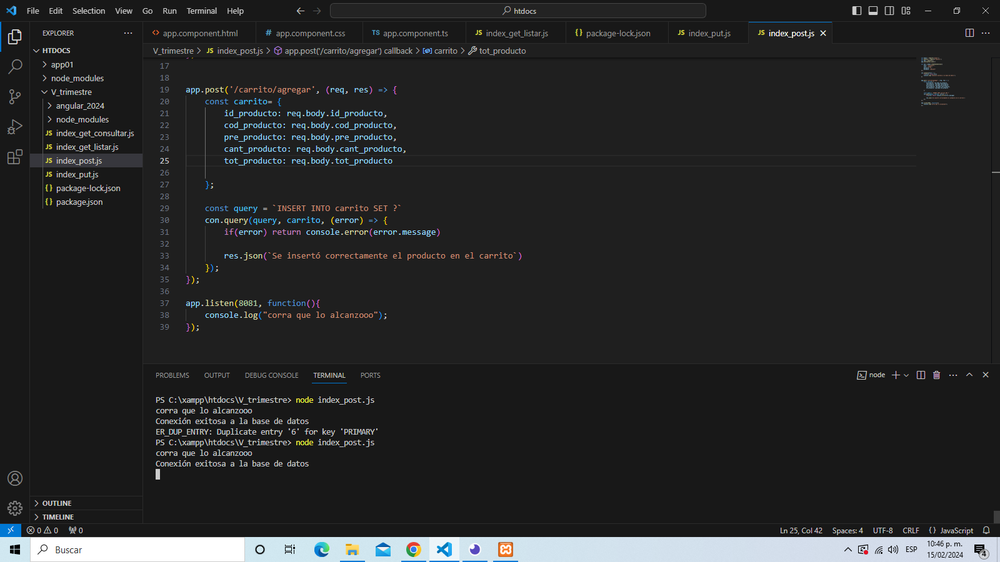 File Edit Selection View Go Run Terminal Help
htdocs
EXPLORER
HTDOCS
app01
node_modules
V_trimestre
angular_2024
node_modules
JS index_get_consultar.js
JS index_get_listar.js
JS index_post.js
JS index_put.js
{} package-lock.json
{} package.json
OUTLINE
TIMELINE
<> app.component.html
# app.component.css
TS app.component.ts
JS index_get_listar.js
{} package-lock.json
JS index_put.js
JS index_post.js
V_trimestre > JS index_post.js > app.post('/carrito/agregar') callback > carrito > tot_producto
17
18
19 app.post('/carrito/agregar', (req, res) => {
20 const carrito= {
21 id_producto: req.body.id_producto,
22 cod_producto: req.body.cod_producto,
23 pre_producto: req.body.pre_producto,
24 cant_producto: req.body.cant_producto,
25 tot_producto: req.body.tot_producto
26
27 };
28
29 const query = `INSERT INTO carrito SET ?`
30 con.query(query, carrito, (error) => {
31 if(error) return console.error(error.message)
32
33 res.json(`Se insertó correctamente el producto en el carrito`)
34 });
35 });
36
37 app.listen(8081, function(){
38 console.log("corra que lo alcanzooo");
39 });
PROBLEMS OUTPUT DEBUG CONSOLE TERMINAL PORTS
node
PS C:\xampp\htdocs\V_trimestre> node index_post.js
corra que lo alcanzooo
Conexión exitosa a la base de datos
ER_DUP_ENTRY: Duplicate entry '6' for key 'PRIMARY'
PS C:\xampp\htdocs\V_trimestre> node index_post.js
corra que lo alcanzooo
Conexión exitosa a la base de datos
0 0 0
Ln 25, Col 42 Spaces: 4 UTF-8 CRLF {} JavaScript
Buscar
ESP
10:46 p. m.
15/02/2024
4